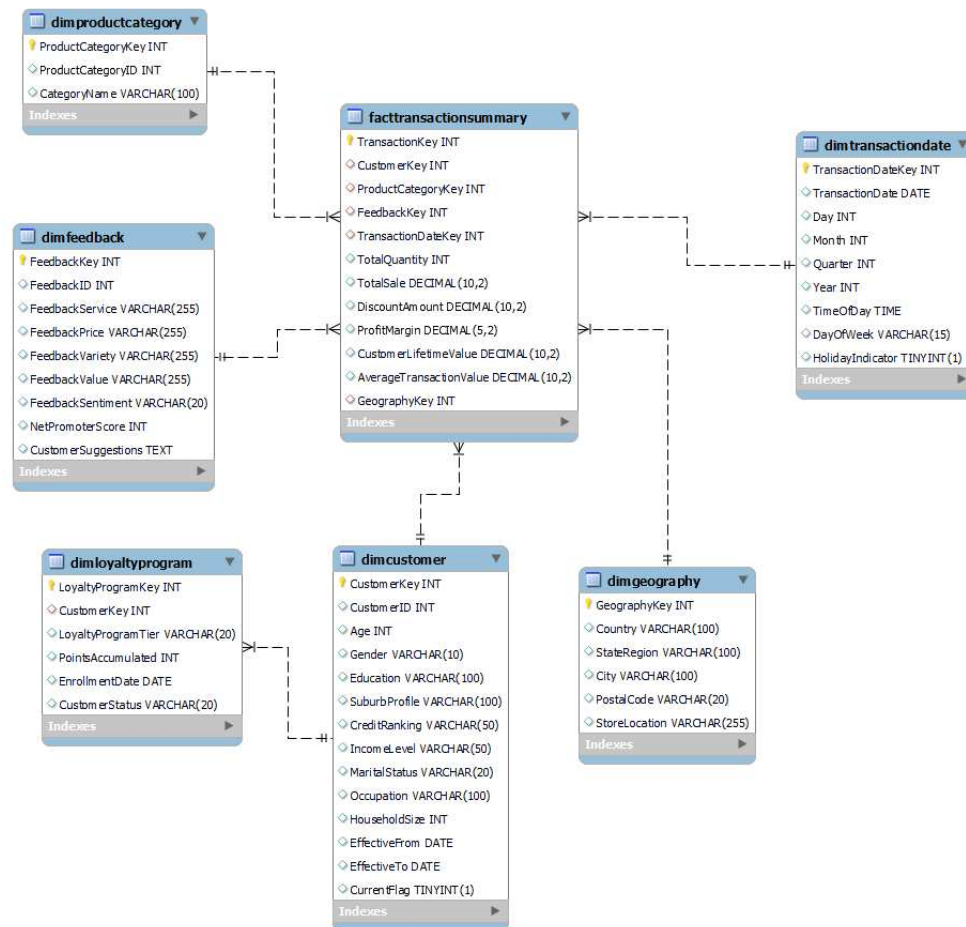 dimproductcategory
ProductCategoryKey INT
ProductCategoryID INT
CategoryName VARCHAR(100)
Indexes
facttransactionsummary
TransactionKey INT
CustomerKey INT
ProductCategoryKey INT
FeedbackKey INT
TransactionDateKey INT
TotalQuantity INT
TotalSale DECIMAL(10,2)
DiscountAmount DECIMAL(10,2)
ProfitMargin DECIMAL(5,2)
CustomerLifetimeValue DECIMAL(10,2)
AverageTransactionValue DECIMAL(10,2)
GeographyKey INT
Indexes
dimtransactiondate
TransactionDateKey INT
TransactionDate DATE
Day INT
Month INT
Quarter INT
Year INT
TimeOfDay TIME
DayOfWeek VARCHAR(15)
HolidayIndicator TINYINT(1)
Indexes
dimfeedback
FeedbackKey INT
FeedbackID INT
FeedbackService VARCHAR(255)
FeedbackPrice VARCHAR(255)
FeedbackVariety VARCHAR(255)
FeedbackValue VARCHAR(255)
FeedbackSentiment VARCHAR(20)
NetPromoterScore INT
CustomerSuggestions TEXT
Indexes
dimloyaltyprogram
LoyaltyProgramKey INT
CustomerKey INT
LoyaltyProgramTier VARCHAR(20)
PointsAccumulated INT
EnrollmentDate DATE
CustomerStatus VARCHAR(20)
Indexes
dimcustomer
CustomerKey INT
CustomerID INT
Age INT
Gender VARCHAR(10)
Education VARCHAR(100)
SuburbProfile VARCHAR(100)
CreditRanking VARCHAR(50)
IncomeLevel VARCHAR(50)
MaritalStatus VARCHAR(20)
Occupation VARCHAR(100)
HouseholdSize INT
EffectiveFrom DATE
EffectiveTo DATE
CurrentFlag TINYINT(1)
Indexes
dimgeography
GeographyKey INT
Country VARCHAR(100)
StateRegion VARCHAR(100)
City VARCHAR(100)
PostalCode VARCHAR(20)
StoreLocation VARCHAR(255)
Indexes